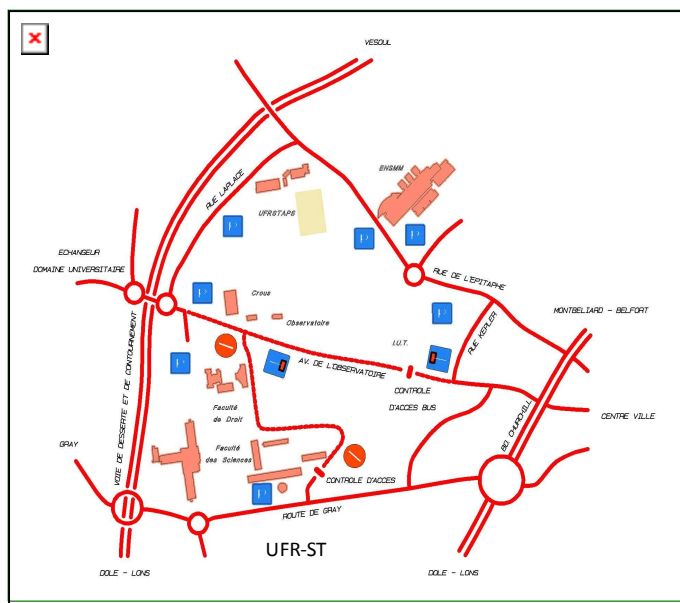 VESOUL
ENSMM
RUE LAPLACE
UFRSTAPS
P
P
P
ECHANGEUR
DOMAINE UNIVERSITAIRE
RUE DE L'EPITAPHE
P
Crous
P
MONTBELIARD - BELFORT
Observatoire
RUE KEPLER
I.U.T.
P
AV. DE L'OBSERVATOIRE
CONTROLE
D'ACCES BUS
VOIE DE DESSERTE ET DE CONTOURNEMENT
Faculté
de Droit
BD. CHURCHILL
CENTRE VILLE
GRAY
Faculté
des Sciences
CONTROLE D'ACCES
P
ROUTE DE GRAY
UFR-ST
DOLE - LONS
DOLE - LONS